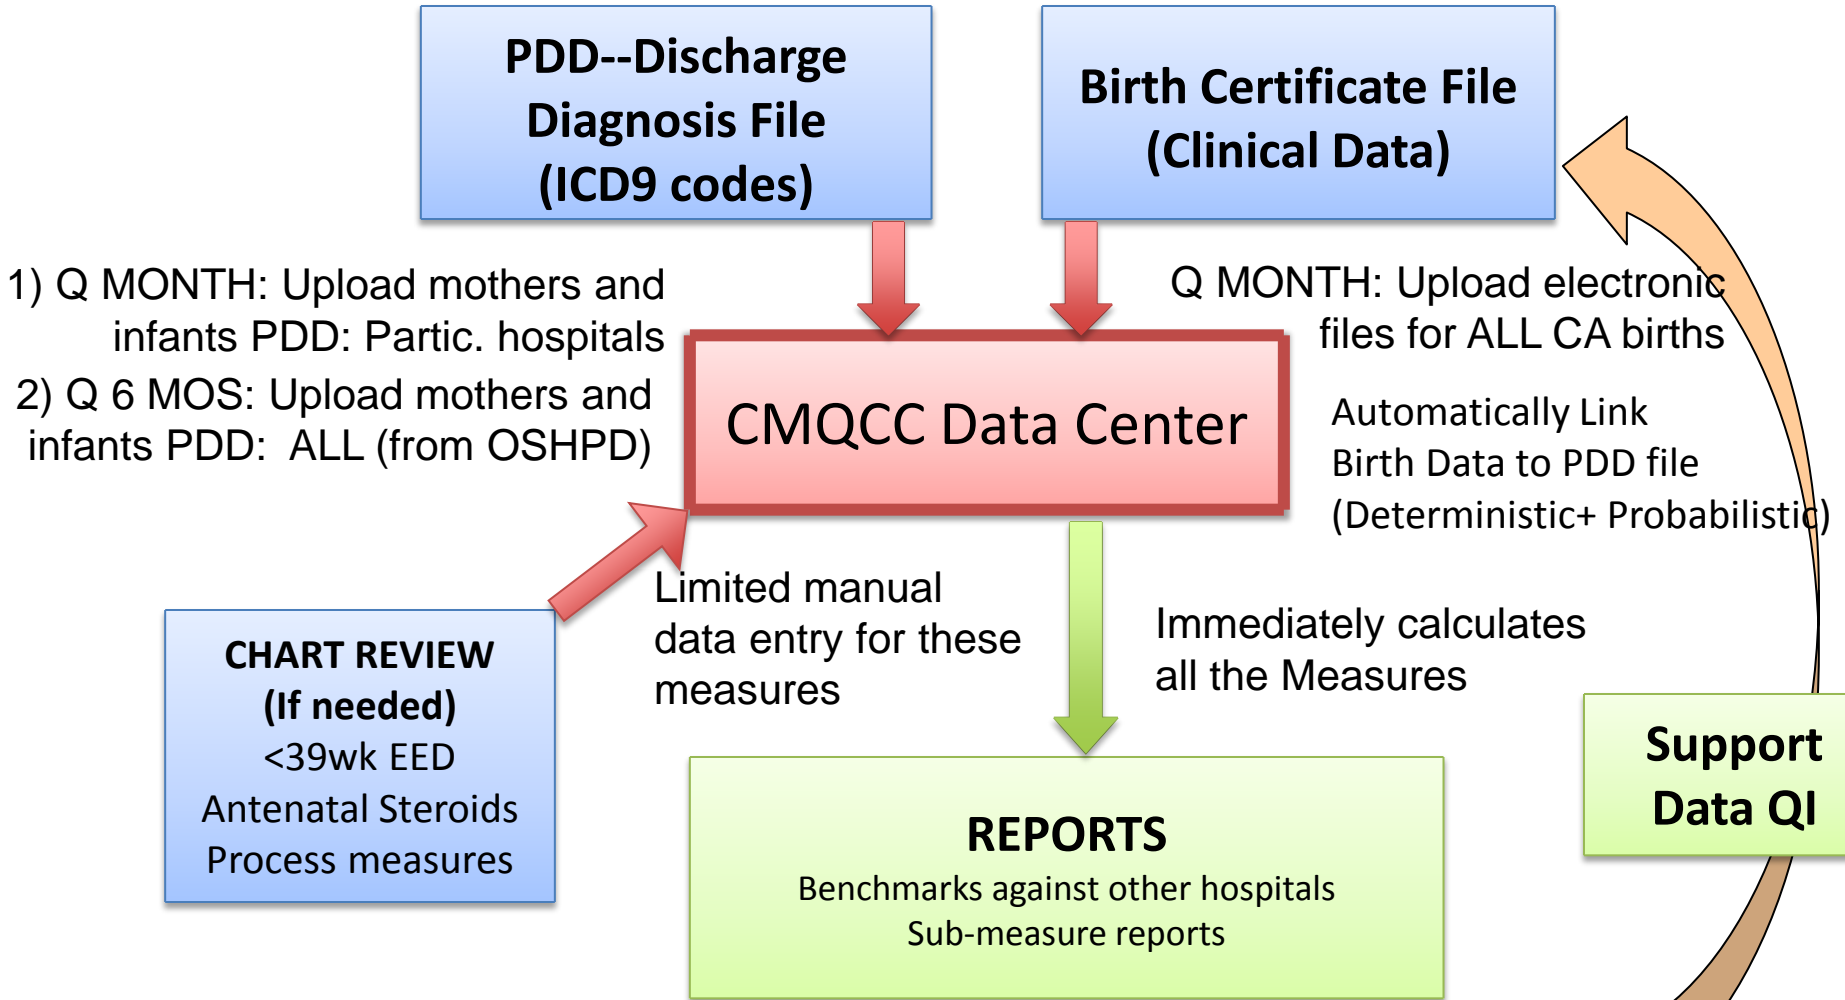 PDD--Discharge
Diagnosis File
(ICD9 codes)
Birth Certificate File
(Clinical Data)
1) Q MONTH: Upload mothers and
infants PDD: Partic. hospitals
2) Q 6 MOS: Upload mothers and
infants PDD:  ALL (from OSHPD)
Q MONTH: Upload electronic
files for ALL CA births
CMQCC Data Center
Automatically Link
Birth Data to PDD file
(Deterministic+ Probabilistic)
CHART REVIEW
(If needed)
<39wk EED
Antenatal Steroids
Process measures
Limited manual
data entry for these
measures
Immediately calculates
all the Measures
Support
Data QI
REPORTS
Benchmarks against other hospitals
Sub-measure reports